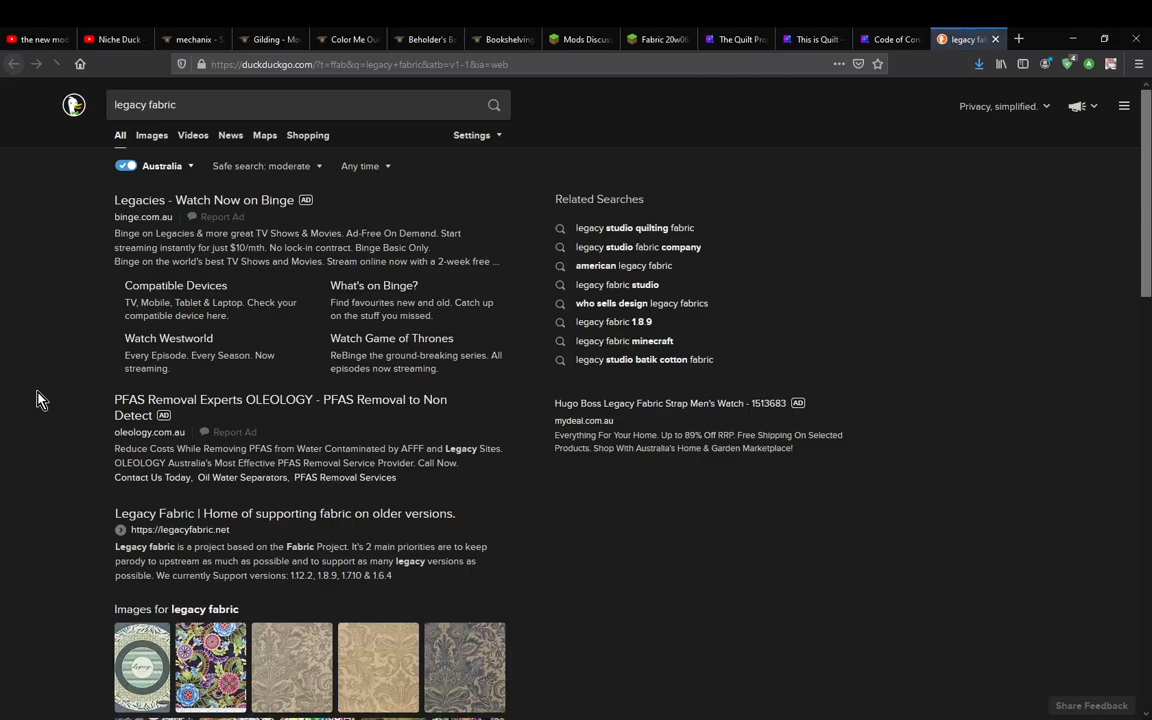 the new mod
Niche Duck -
mechanix - S
Gilding - Mo
Color Me Ou
Beholder's Bo
Bookshelving
Mods Discus
Fabric 20w0
The Quilt Pro
This is Quilt -
Code of Con
legacy fab
https://duckduckgo.com/?t=ffab&q=legacy+fabric&atb=v1-1&ia=web
4
legacy fabric
Privacy, simplified.
All Images Videos News Maps Shopping Settings
Australia Safe search: moderate Any time
Legacies - Watch Now on Binge AD
binge.com.au Report Ad
Binge on Legacies & more great TV Shows & Movies. Ad-Free On Demand. Start
streaming instantly for just $10/mth. No lock-in contract. Binge Basic Only.
Binge on the world's best TV Shows and Movies. Stream online now with a 2-week free ...
Compatible Devices
TV, Mobile, Tablet & Laptop. Check your
compatible device here.
What's on Binge?
Find favourites new and old. Catch up
on the stuff you missed.
Watch Westworld
Every Episode. Every Season. Now
streaming.
Watch Game of Thrones
ReBinge the ground-breaking series. All
episodes now streaming.
PFAS Removal Experts OLEOLOGY - PFAS Removal to Non
Detect AD
oleology.com.au Report Ad
Reduce Costs While Removing PFAS from Water Contaminated by AFFF and Legacy Sites.
OLEOLOGY Australia's Most Effective PFAS Removal Service Provider. Call Now.
Contact Us Today, Oil Water Separators, PFAS Removal Services
Legacy Fabric | Home of supporting fabric on older versions.
https://legacyfabric.net
Legacy fabric is a project based on the Fabric Project. It's 2 main priorities are to keep
parody to upstream as much as possible and to support as many legacy versions as
possible. We currently Support versions: 1.12.2, 1.8.9, 1.7.10 & 1.6.4
Images for legacy fabric
Related Searches
legacy studio quilting fabric
legacy studio fabric company
american legacy fabric
legacy fabric studio
who sells design legacy fabrics
legacy fabric 1.8.9
legacy fabric minecraft
legacy studio batik cotton fabric
Hugo Boss Legacy Fabric Strap Men's Watch - 1513683 AD
mydeal.com.au
Everything For Your Home. Up to 89% Off RRP. Free Shipping On Selected
Products. Shop With Australia's Home & Garden Marketplace!
Share Feedback